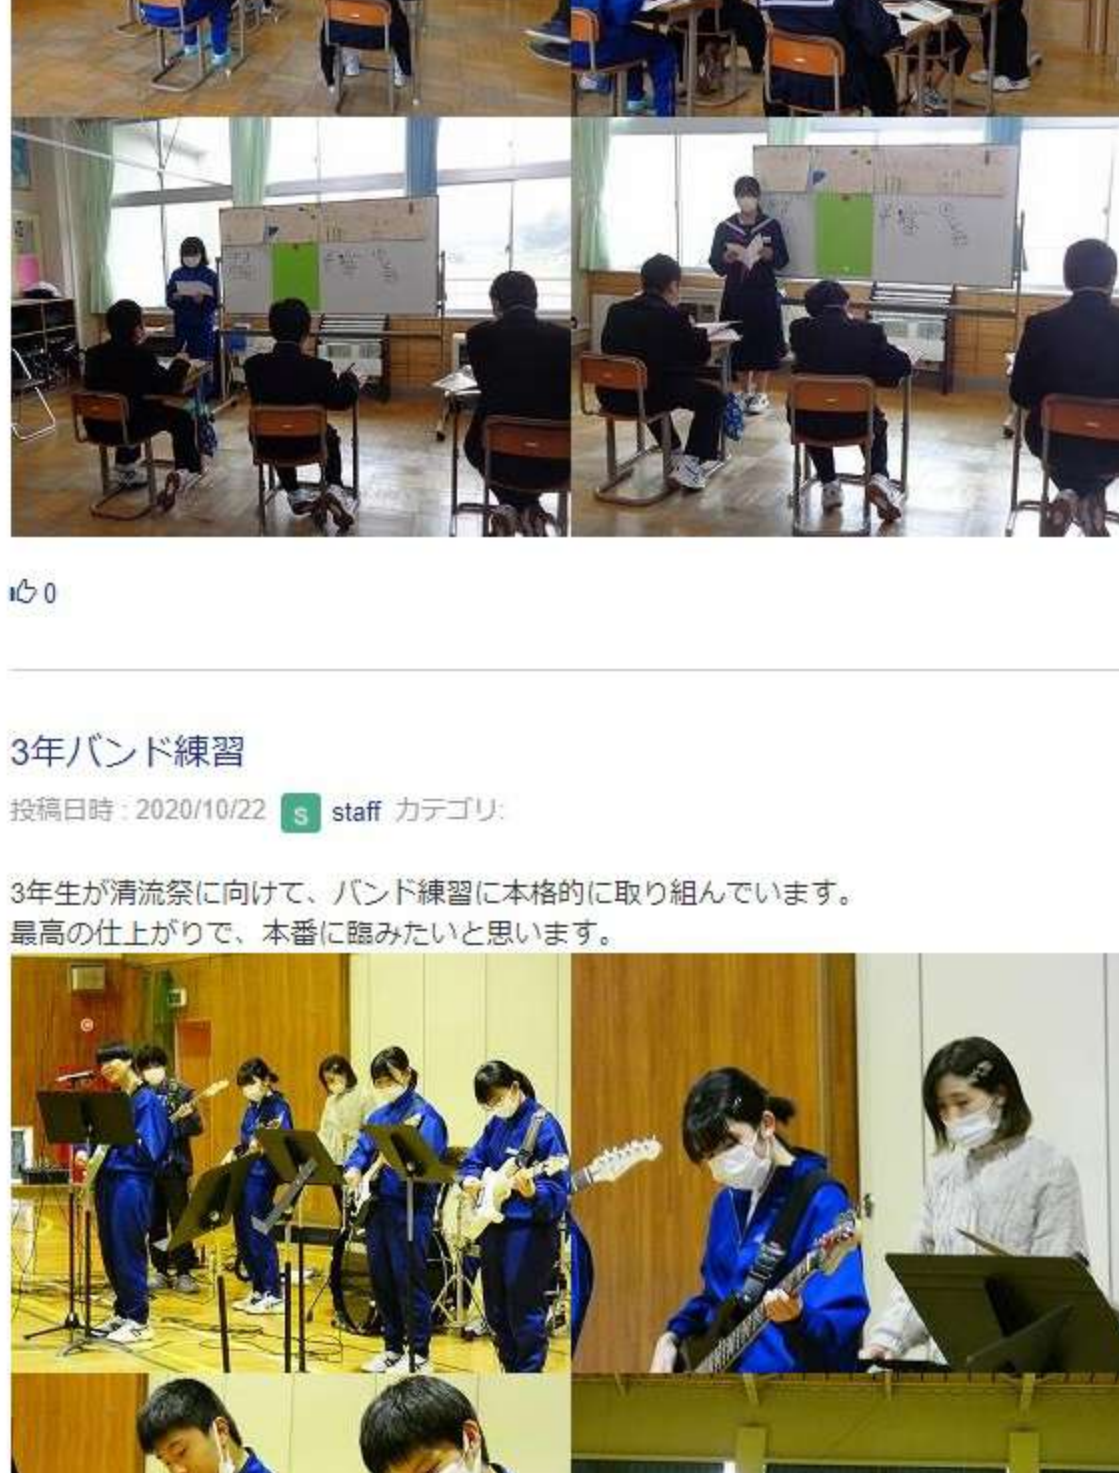 0
3年バンド練習
投稿日時 : 2020/10/22 s staff カテゴリ:
3年生が清流祭に向けて、バンド練習に本格的に取り組んでいます。
最高の仕上がりで、本番に臨みたいと思います。